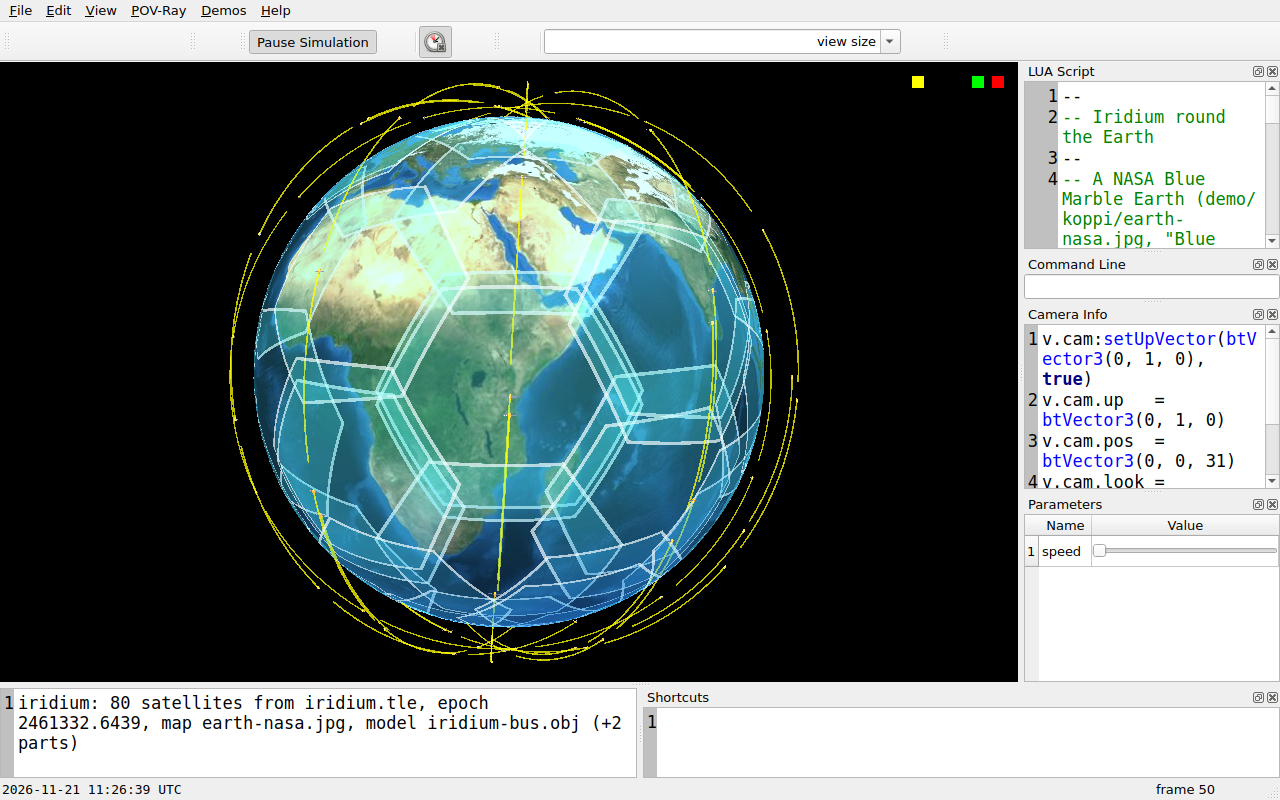 File Edit View POV-Ray Demos Help
Pause Simulation
view size
LUA Script
1 --
2 -- Iridium round
the Earth
3 --
4 -- A NASA Blue
Marble Earth (demo/
koppi/earth-
nasa.jpg, "Blue
Command Line
Camera Info
1 v.cam:setUpVector(btV
ector3(0, 1, 0),
true)
2 v.cam.up   =
btVector3(0, 1, 0)
3 v.cam.pos  =
btVector3(0, 0, 31)
4 v.cam.look =
Parameters
Name Value
1 speed
1 iridium: 80 satellites from iridium.tle, epoch
2461332.6439, map earth-nasa.jpg, model iridium-bus.obj (+2
parts)
Shortcuts
1
2026-11-21 11:26:39 UTC
frame 50